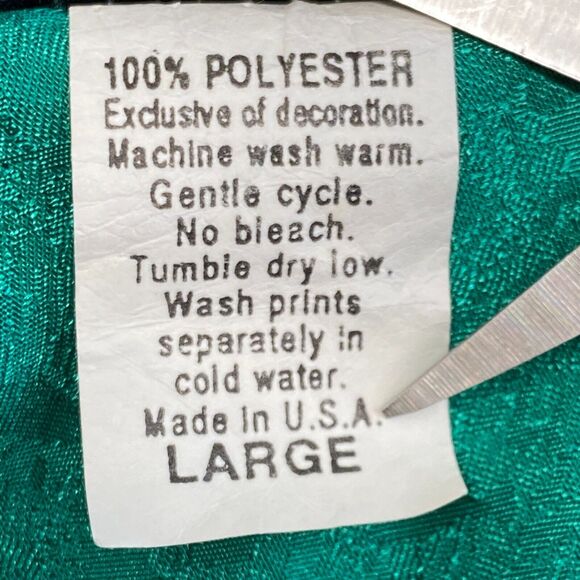 100% POLYESTER
Exclusive of decoration.
Machine wash warm.
Gentle cycle.
No bleach.
Tumble dry low.
Wash prints
separately in
cold water.
Made in U.S.A.
LARGE